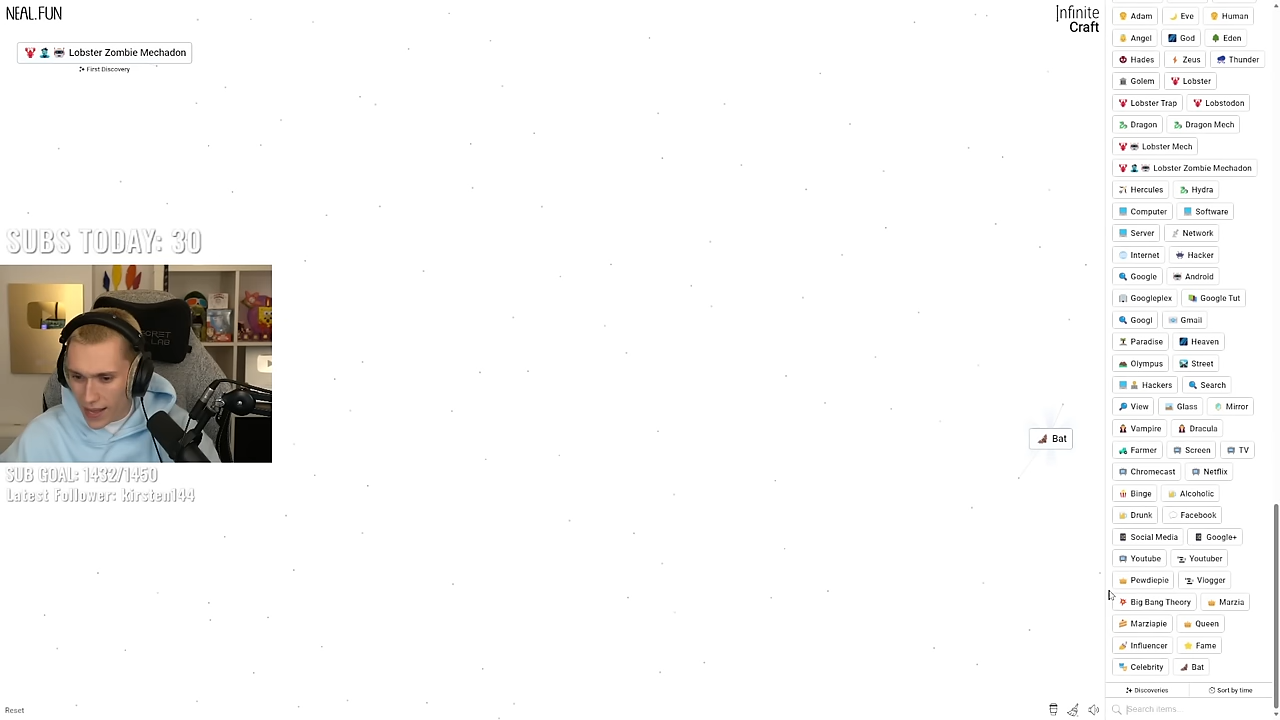 NEAL.FUN
Infinite
Craft
Lobster Zombie Mechadon
First Discovery
SUBS TODAY: 30
SECRET
LAB
SUB GOAL: 1432/1450
Latest Follower: kirsten144
Bat
Reset
Adam Eve Human
Angel God Eden
Hades Zeus Thunder
Golem Lobster
Lobster Trap Lobstodon
Dragon Dragon Mech
Lobster Mech
Lobster Zombie Mechadon
Hercules Hydra
Computer Software
Server Network
Internet Hacker
Google Android
Googleplex Google Tut
Googl Gmail
Paradise Heaven
Olympus Street
Hackers Search
View Glass Mirror
Vampire Dracula
Farmer Screen TV
Chromecast Netflix
Binge Alcoholic
Drunk Facebook
Social Media Google+
Youtube Youtuber
Pewdiepie Vlogger
Big Bang Theory Marzia
Marziapie Queen
Influencer Fame
Celebrity Bat
Discoveries Sort by time
Search items...